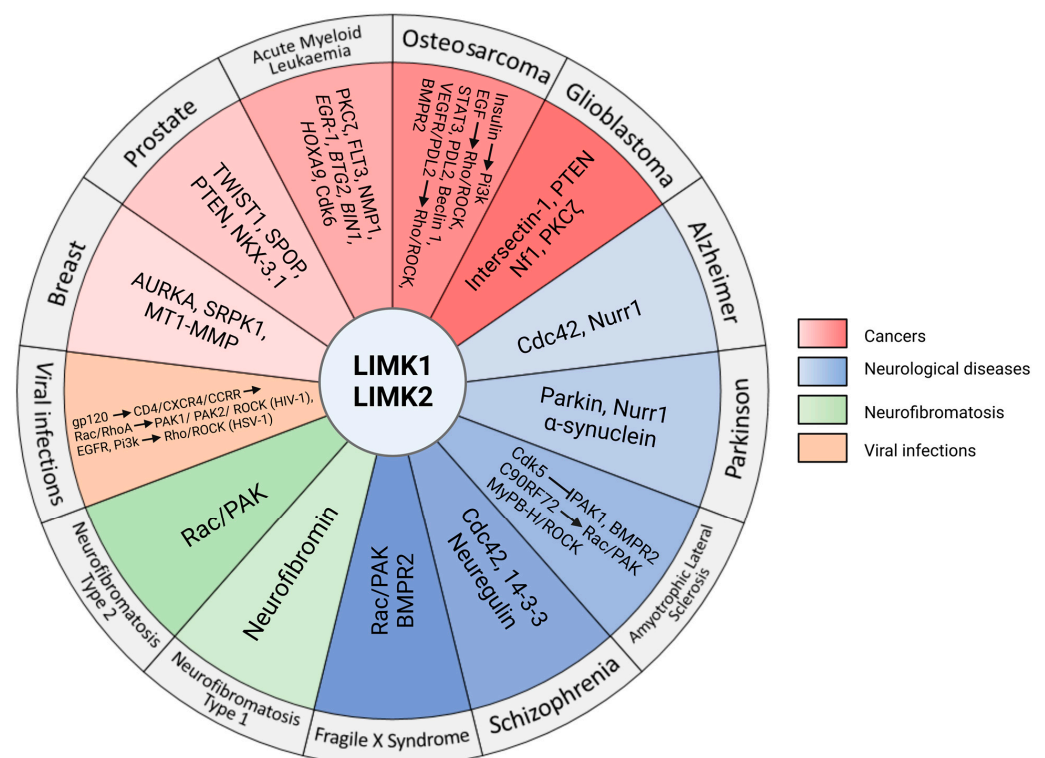 Acute Myeloid
Leukaemia
PKCζ, FLT3, NMP1,
EGR-1, BTG2, BIN1,
HOXA9, Cdk6
Osteosarcoma
Insulin → Pi3k
EGF → Rho/ROCK
STAT3, PDL2, Beclin 1,
VEGFR/PDL2 → Rho/ROCK,
BMPR2
Glioblastoma
Intersectin-1, PTEN
Nf1, PKCζ
Alzheimer
Cdc42, Nurr1
Parkinson
Parkin, Nurr1
α-synuclein
Amyotrophic Lateral
Sclerosis
Cdk5 ⊣ PAK1, BMPR2
C90RF72 → Rac/PAK
MyPB-H/ROCK
Schizophrenia
Cdc42, 14-3-3
Neuregulin
Fragile X Syndrome
Rac/PAK
BMPR2
Neurofibromatosis
Type 1
Neurofibromin
Neurofibromatosis
Type 2
Rac/PAK
Viral infections
gp120 → CD4/CXCR4/CCRR →
Rac/RhoA → PAK1/ PAK2/ ROCK (HIV-1),
EGFR, Pi3k → Rho/ROCK (HSV-1)
Breast
AURKA, SRPK1,
MT1-MMP
Prostate
TWIST1, SPOP,
PTEN, NKX-3.1
LIMK1
LIMK2
Cancers
Neurological diseases
Neurofibromatosis
Viral infections